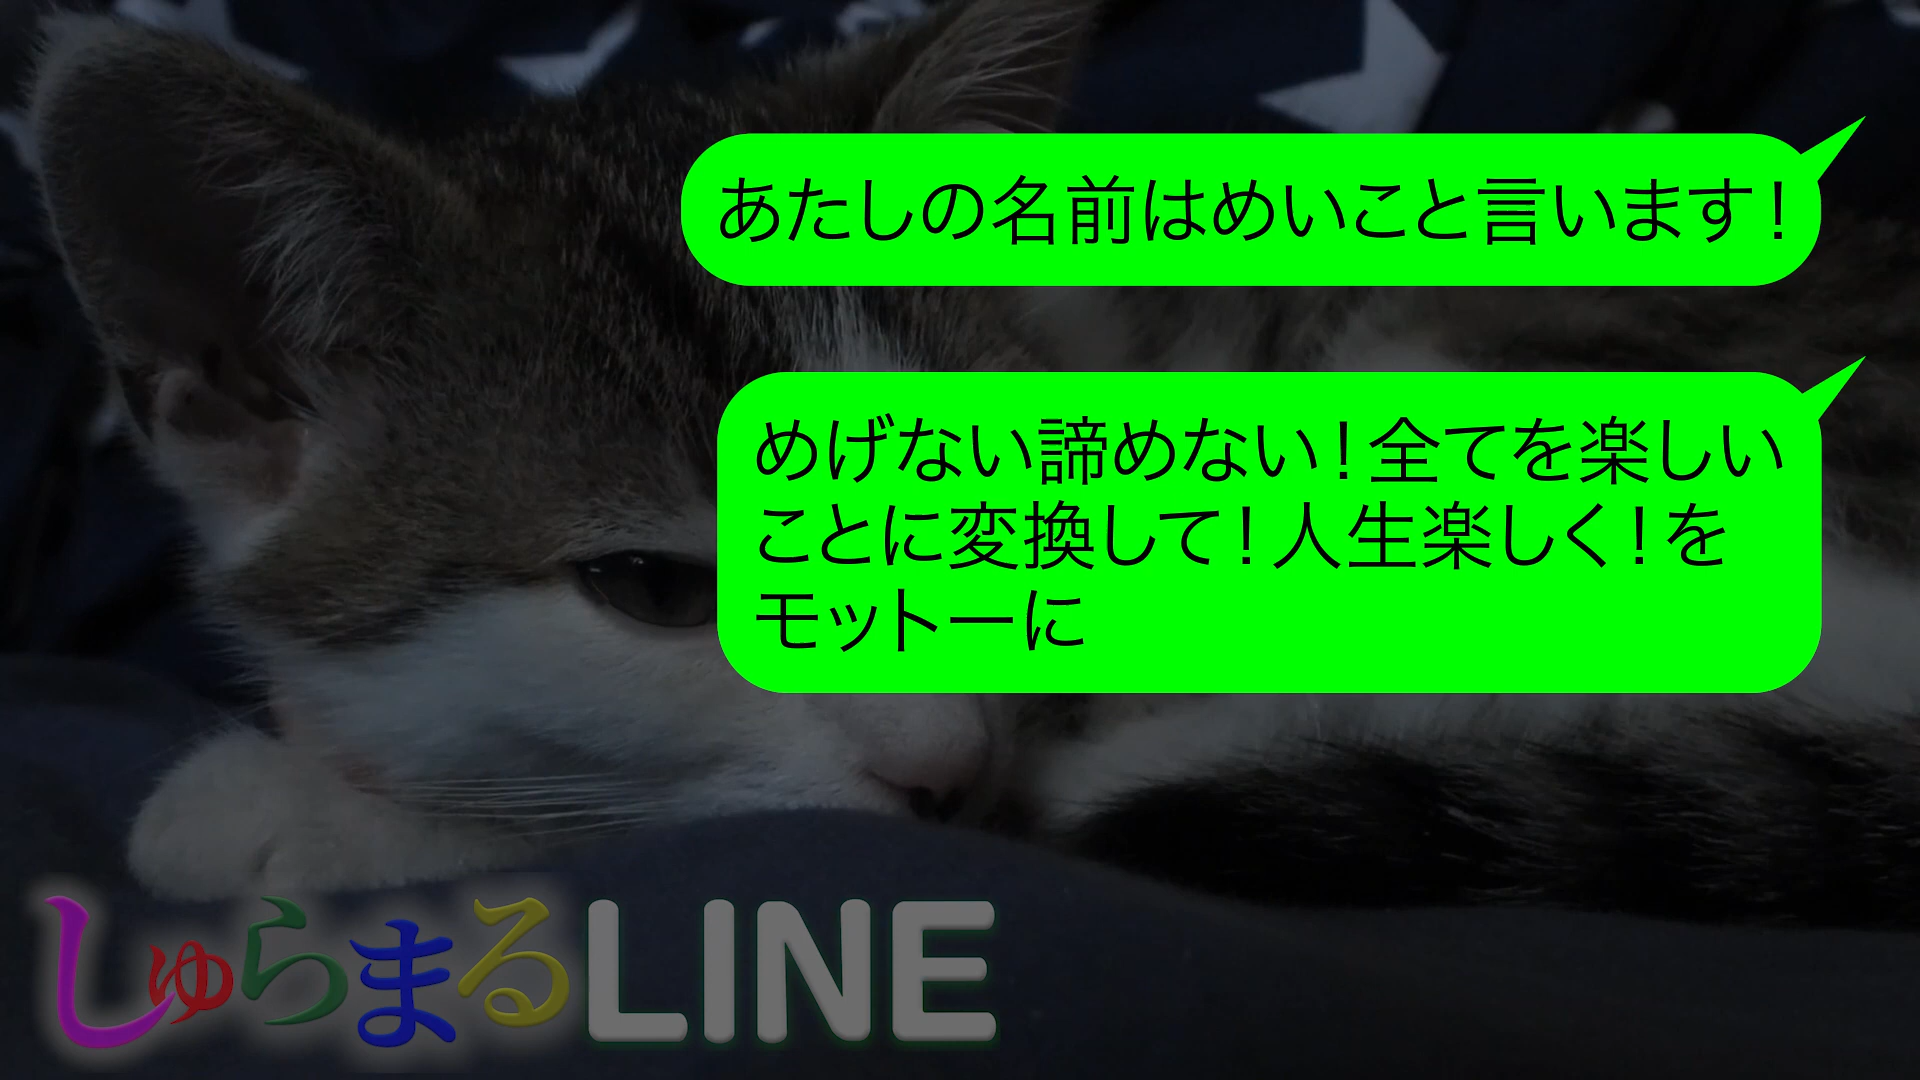 あたしの名前はめいこと言います！
めげない諦めない！全てを楽しい
ことに変換して！人生楽しく！を
モットーに
しゅらまるLINE